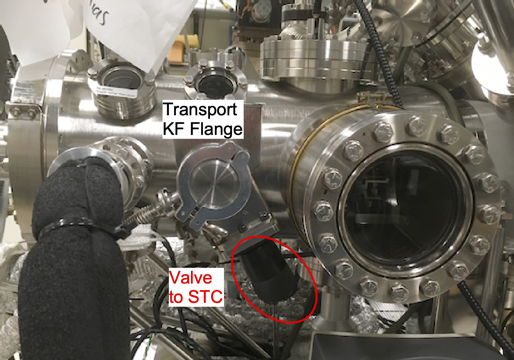 Transport
KF Flange
Valve
to STC